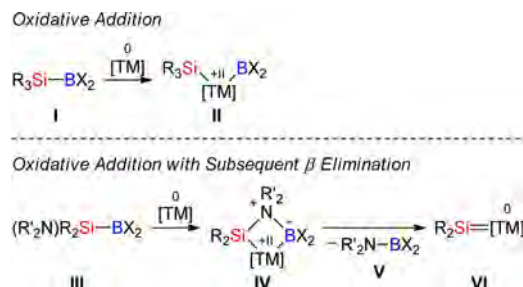 Oxidative Addition
R₃Si—BX₂
0
[TM]
R₃Si BX₂
+II
[TM]
I II
Oxidative Addition with Subsequent β Elimination
(R'₂N)R₂Si—BX₂
0
[TM]
R'₂
+ N
R₂Si − BX₂
+II
[TM]
− R'₂N—BX₂
V
0
R₂Si=[TM]
III IV VI